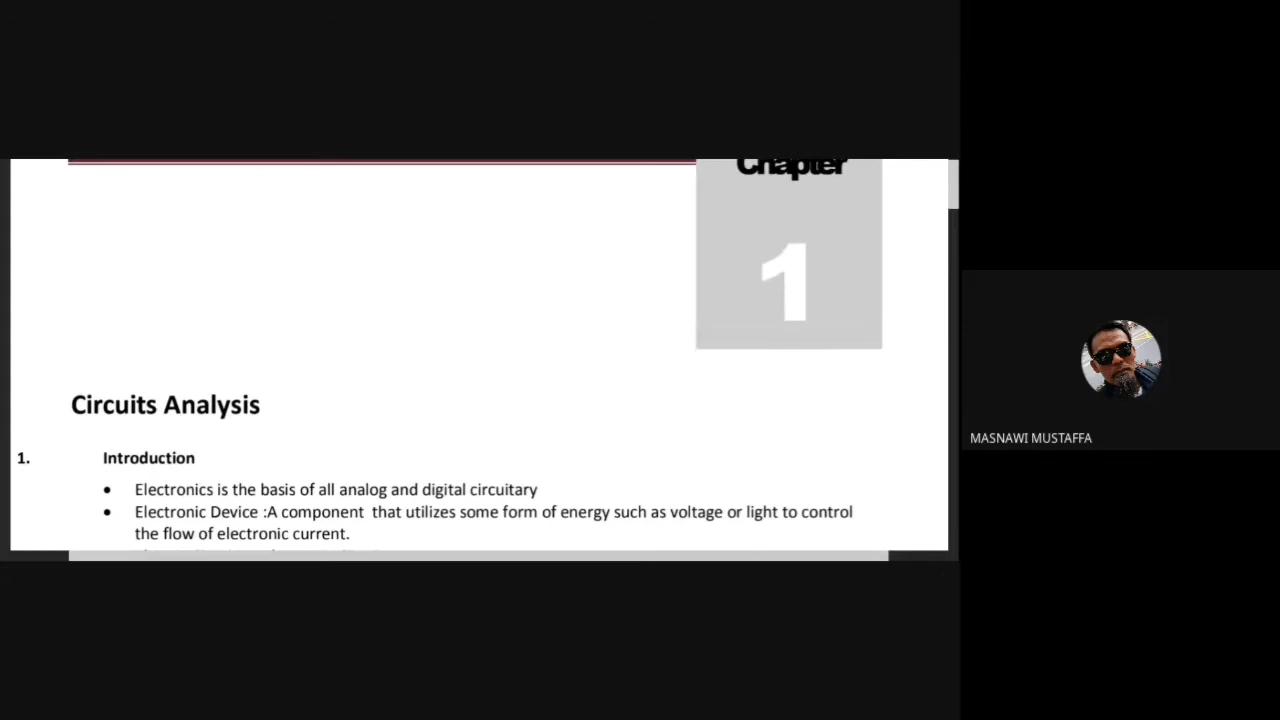 Chapter
1
Circuits Analysis
1. Introduction
• Electronics is the basis of all analog and digital circuitary
• Electronic Device :A component that utilizes some form of energy such as voltage or light to control
the flow of electronic current.
MASNAWI MUSTAFFA